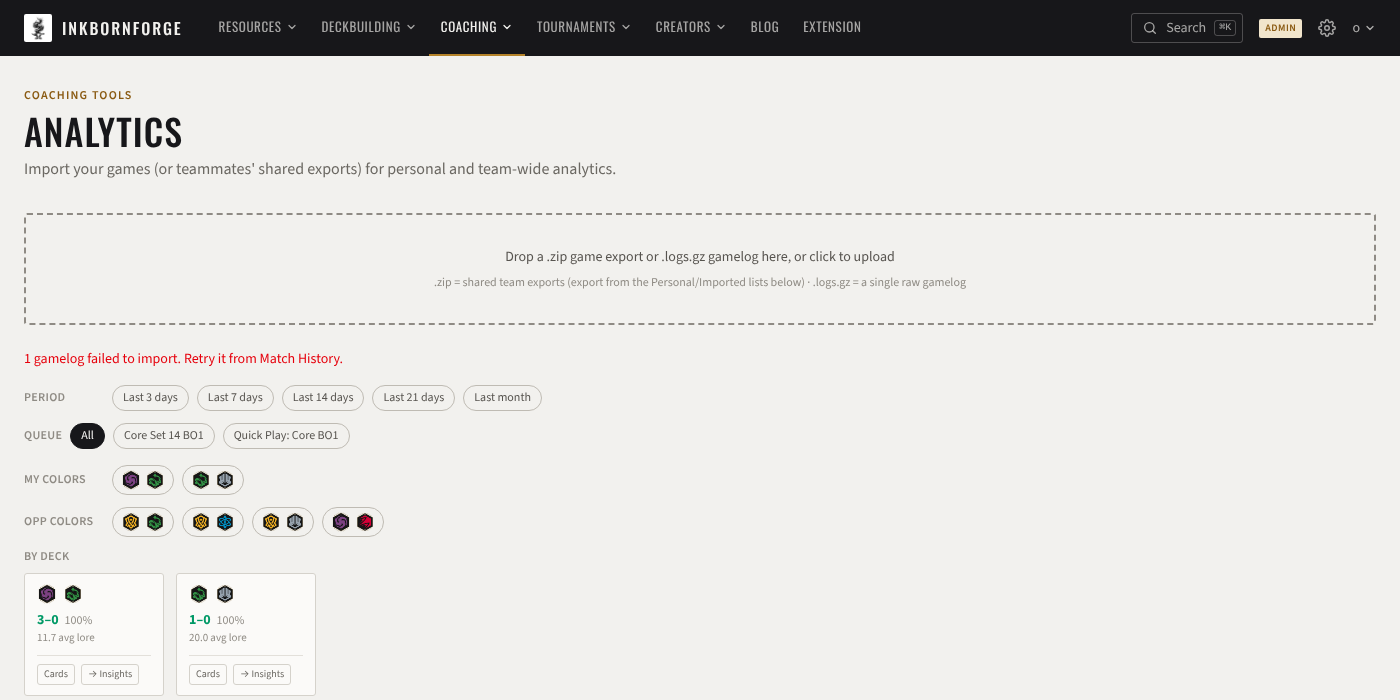 INKBORNFORGE
RESOURCES DECKBUILDING COACHING TOURNAMENTS CREATORS BLOG EXTENSION
Search ⌘K ADMIN o
COACHING TOOLS
ANALYTICS
Import your games (or teammates' shared exports) for personal and team-wide analytics.
Drop a .zip game export or .logs.gz gamelog here, or click to upload
.zip = shared team exports (export from the Personal/Imported lists below) · .logs.gz = a single raw gamelog
1 gamelog failed to import. Retry it from Match History.
PERIOD Last 3 days Last 7 days Last 14 days Last 21 days Last month
QUEUE All Core Set 14 BO1 Quick Play: Core BO1
MY COLORS
OPP COLORS
BY DECK
3–0 100%
11.7 avg lore
Cards → Insights
1–0 100%
20.0 avg lore
Cards → Insights